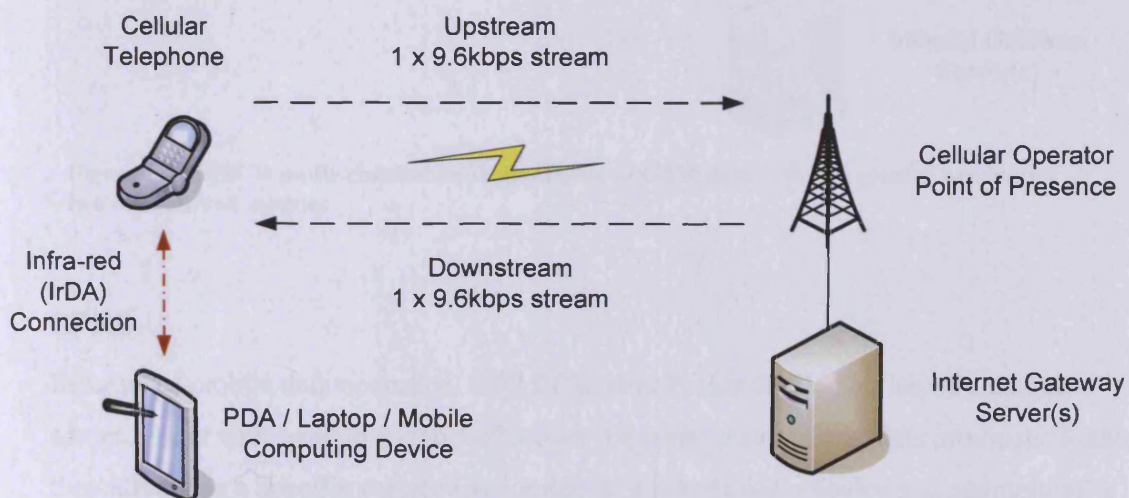 Cellular
Telephone
Upstream
1 x 9.6kbps stream
Cellular Operator
Point of Presence
Infra-red
(IrDA)
Connection
Downstream
1 x 9.6kbps stream
PDA / Laptop / Mobile
Computing Device
Internet Gateway
Server(s)